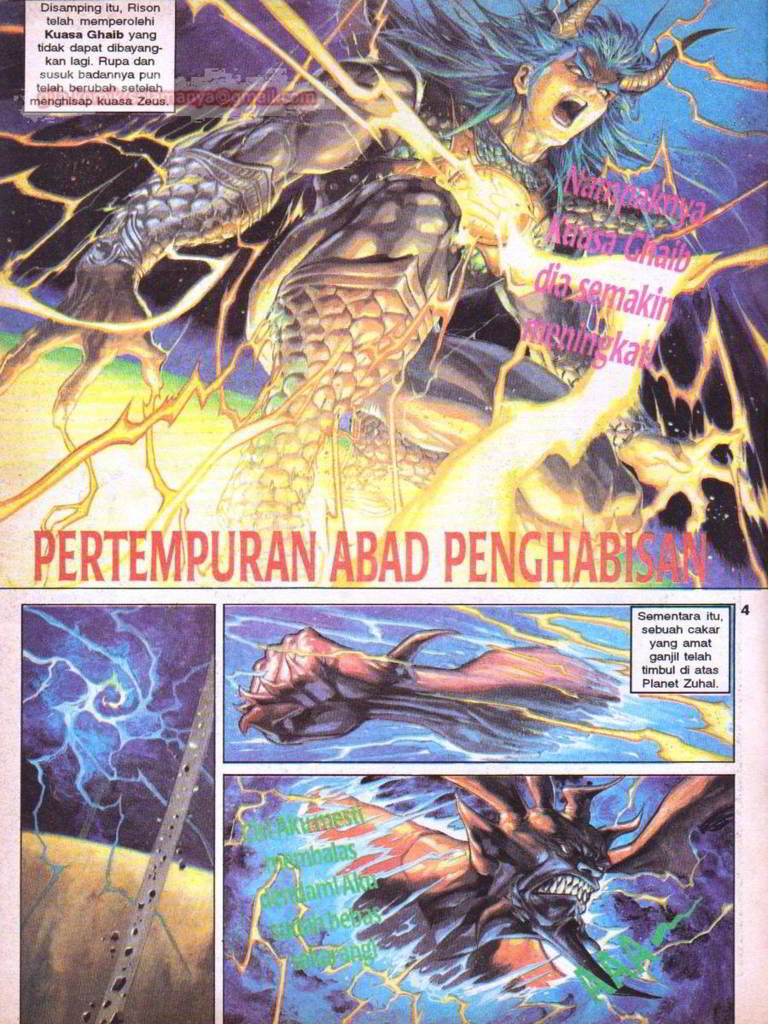 Disamping itu, Rison
telah memperolehi
Kuasa Ghaib yang
tidak dapat dibayang-
kan lagi. Rupa dan
susuk badannya pun
telah berubah setelah
menghisap kuasa Zeus.
Nampaknya
Kuasa Ghaib
dia semakin
meningkat!
PERTEMPURAN ABAD PENGHABISAN
4
Sementara itu,
sebuah cakar
yang amat
ganjil telah
timbul di atas
Planet Zuhal.
Aku mesti
membalas
dendam! Aku
sudah bebas
sekarang!
AAA